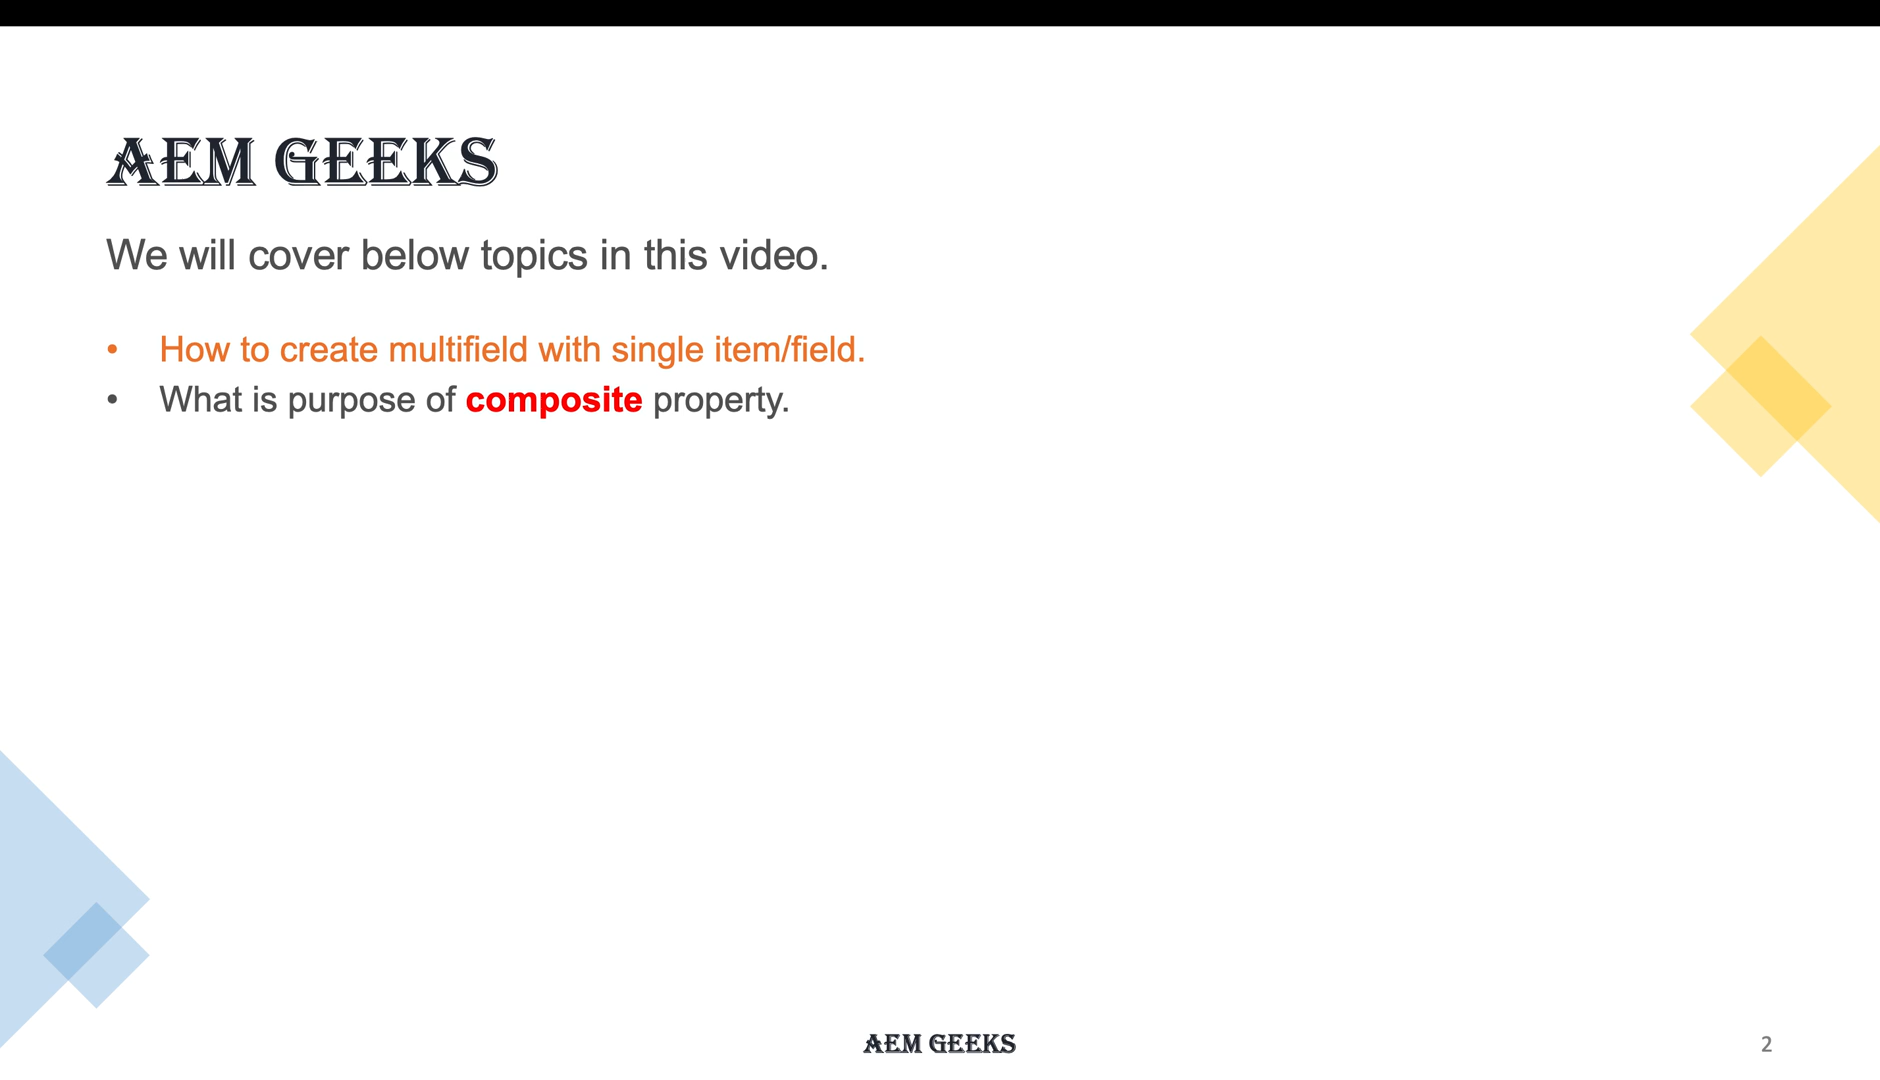 AEM GEEKS
We will cover below topics in this video.
• How to create multifield with single item/field.
• What is purpose of composite property.
AEM GEEKS
2